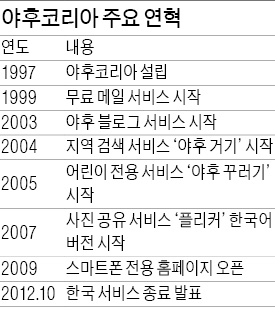 야후코리아 주요 연혁
연도 내용
1997 야후코리아 설립
1999 무료 메일 서비스 시작
2003 야후 블로그 서비스 시작
2004 지역 검색 서비스 ‘야후 거기’ 시작
2005 어린이 전용 서비스 ‘야후 꾸러기’
시작
2007 사진 공유 서비스 ‘플리커’ 한국어
버전 시작
2009 스마트폰 전용 홈페이지 오픈
2012.10 한국 서비스 종료 발표